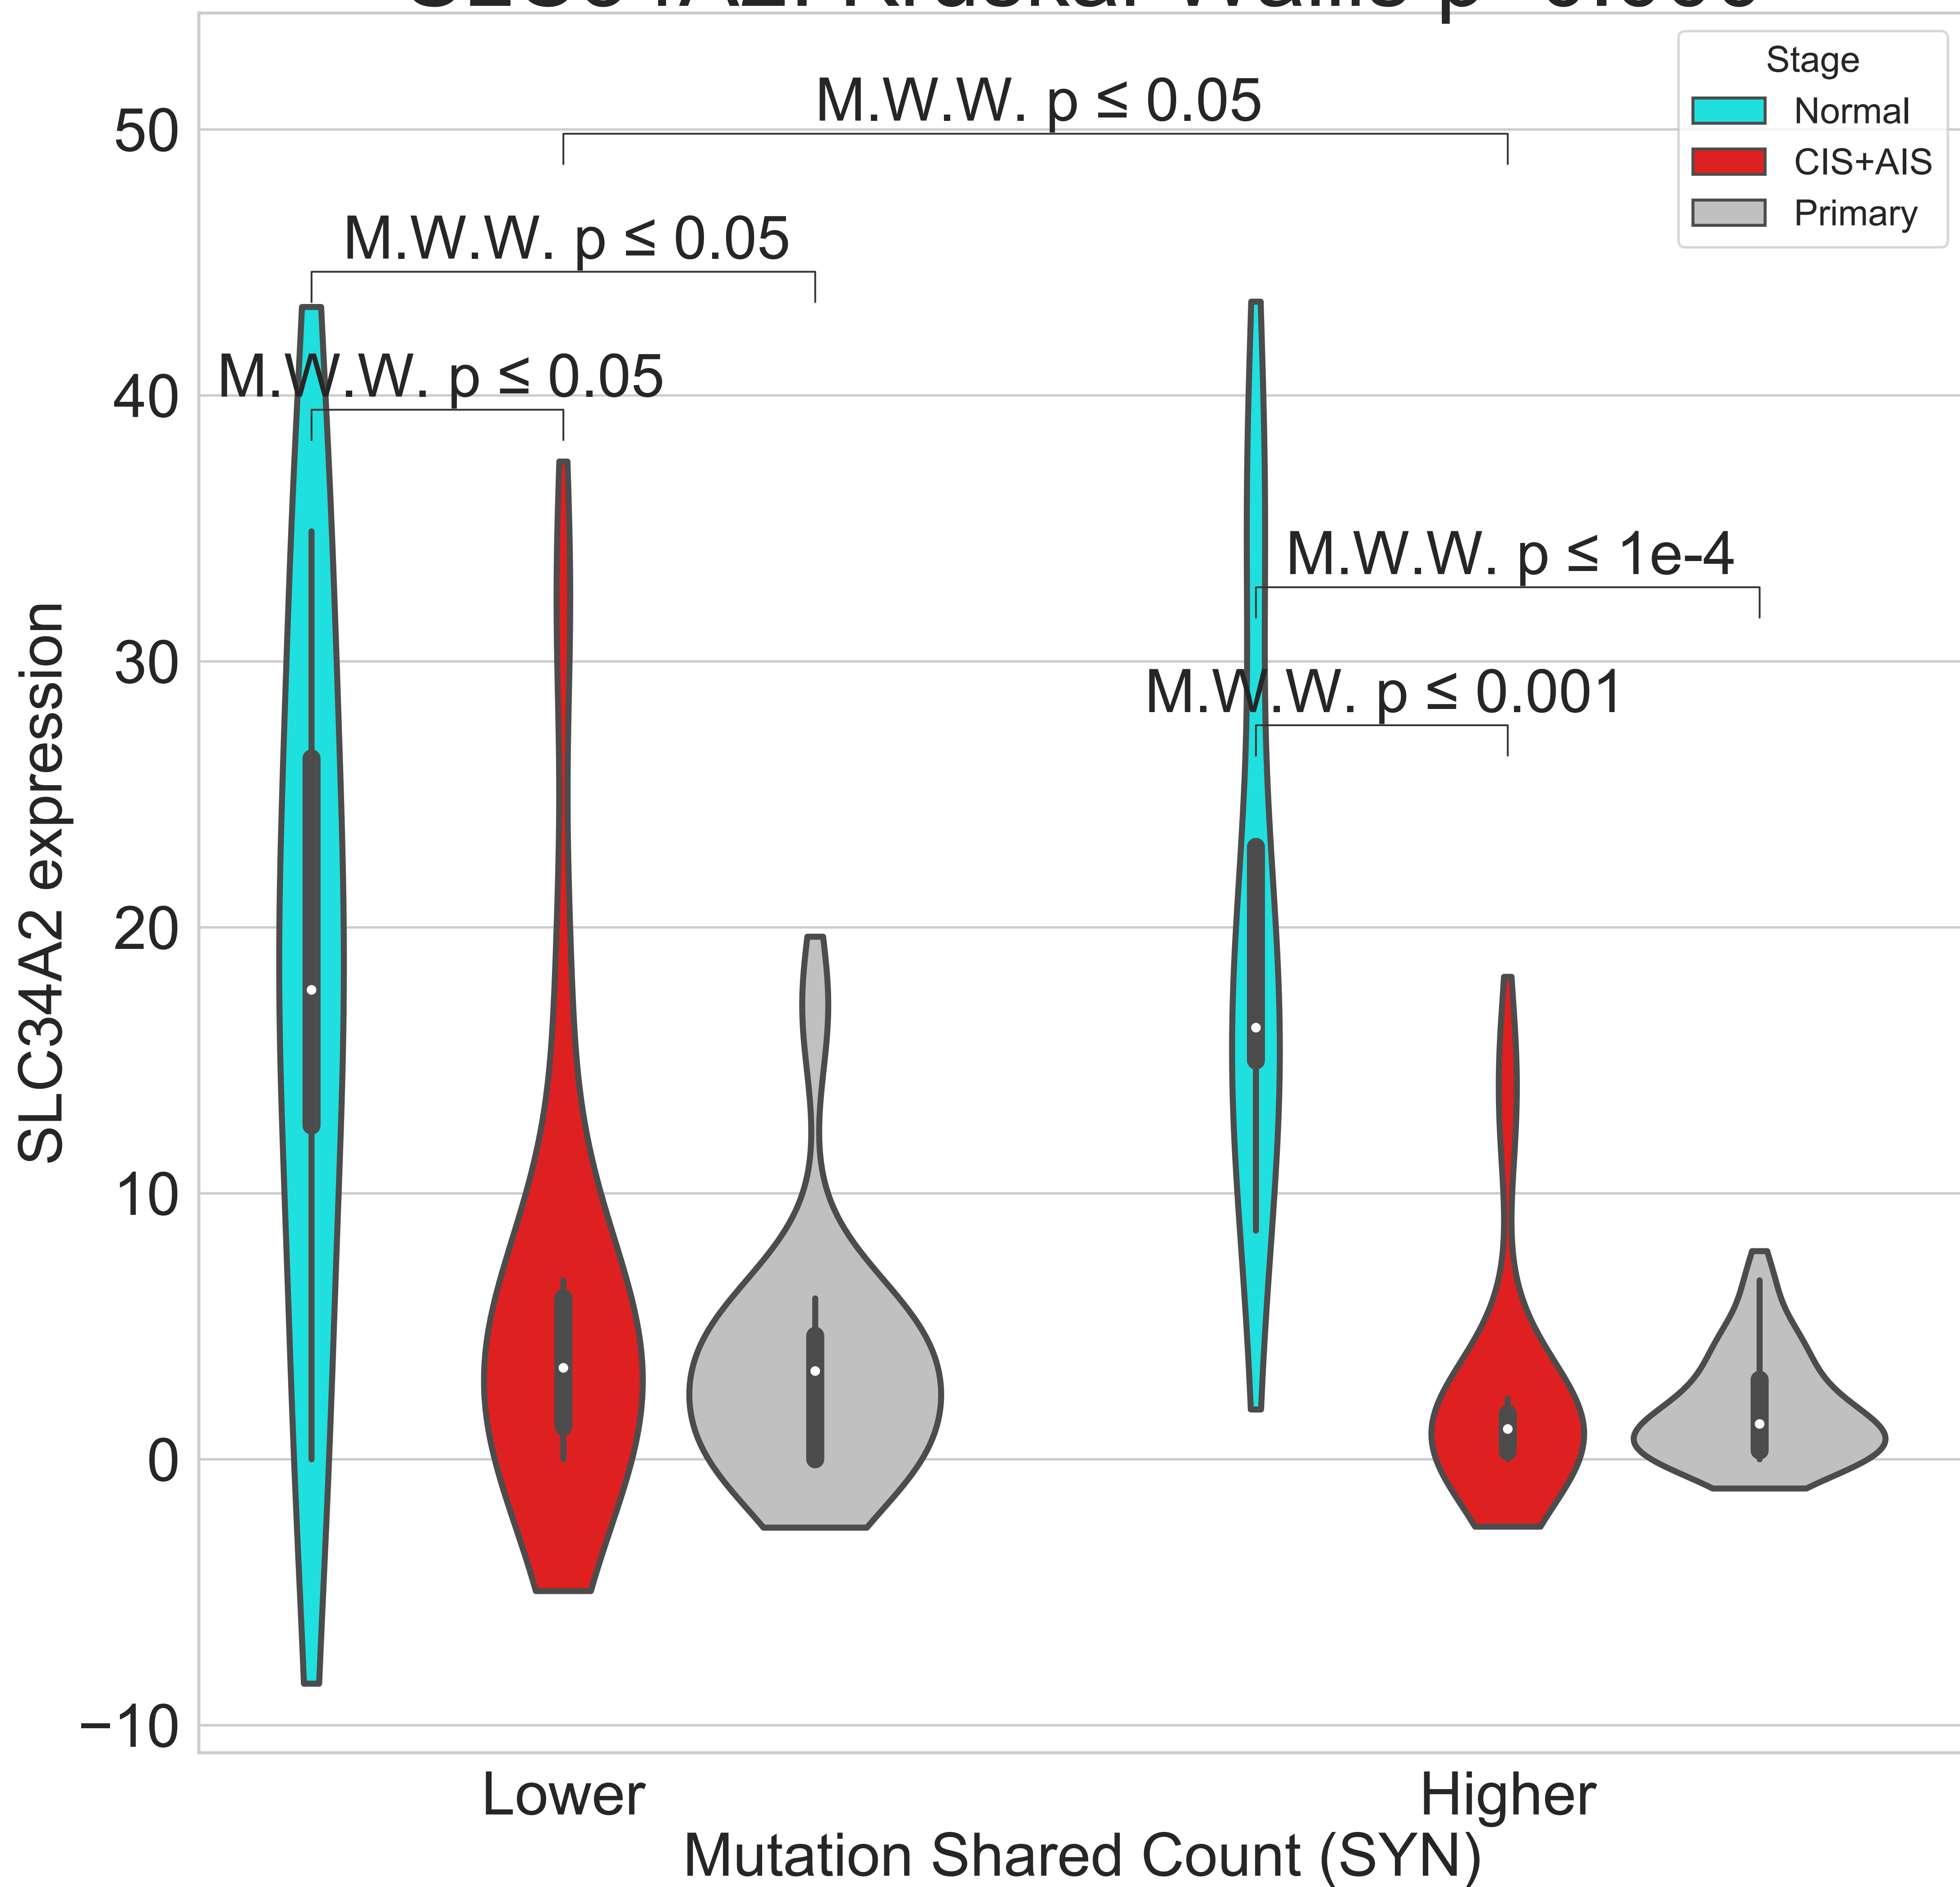 Stage
Normal
CIS+AIS
Primary
M.W.W. p ≤ 0.05
M.W.W. p ≤ 0.05
M.W.W. p ≤ 0.05
M.W.W. p ≤ 1e-4
M.W.W. p ≤ 0.001
50
40
30
20
10
0
−10
SLC34A2 expression
Lower
Higher
Mutation Shared Count (SYN)